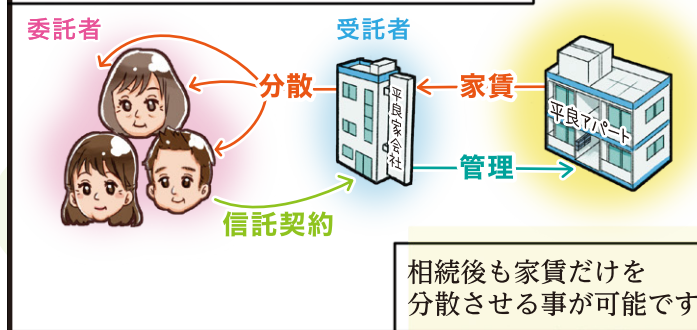 委託者
受託者
分散
家賃
平良家会社
平良アパート
管理
信託契約
相続後も家賃だけを
分散させる事が可能です